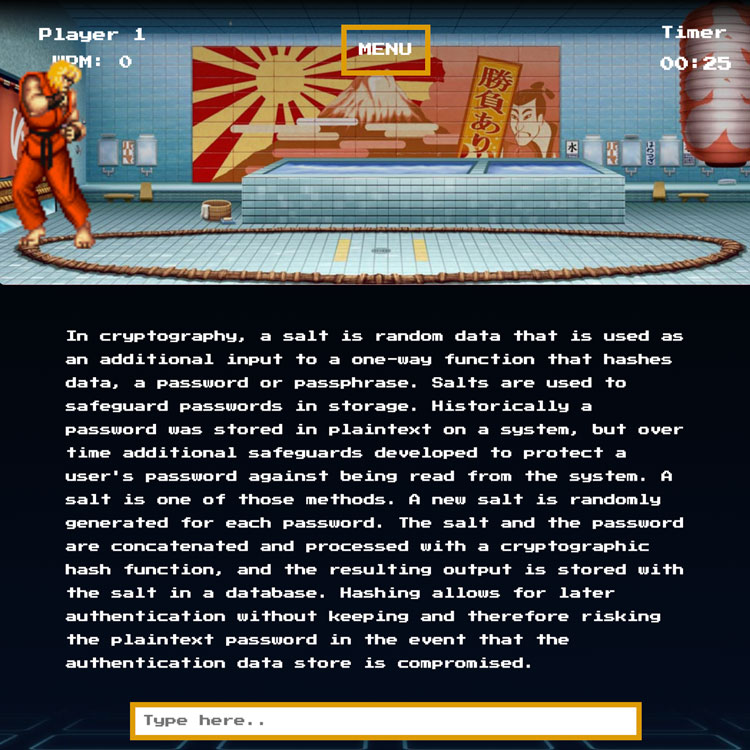 Player 1
WPM: 0
MENU
Timer
00:25
勝負あり
水
In cryptography, a salt is random data that is used as
an additional input to a one-way function that hashes
data, a password or passphrase. Salts are used to
safeguard passwords in storage. Historically a
password was stored in plaintext on a system, but over
time additional safeguards developed to protect a
user's password against being read from the system. A
salt is one of those methods. A new salt is randomly
generated for each password. The salt and the password
are concatenated and processed with a cryptographic
hash function, and the resulting output is stored with
the salt in a database. Hashing allows for later
authentication without keeping and therefore risking
the plaintext password in the event that the
authentication data store is compromised.
Type here..